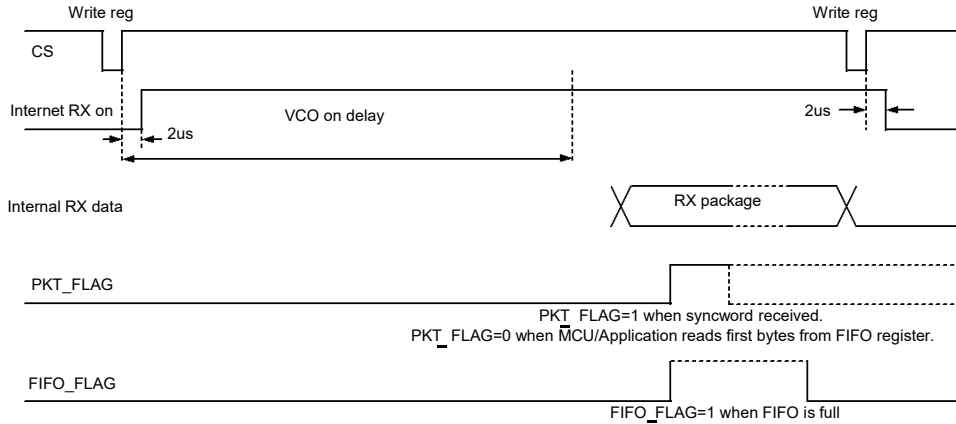 Write reg Write reg
CS
Internet RX on
VCO on delay
2us
2us
Internal RX data
RX package
PKT_FLAG
PKT_FLAG=1 when syncword received.
PKT_FLAG=0 when MCU/Application reads first bytes from FIFO register.
FIFO_FLAG
FIFO_FLAG=1 when FIFO is full